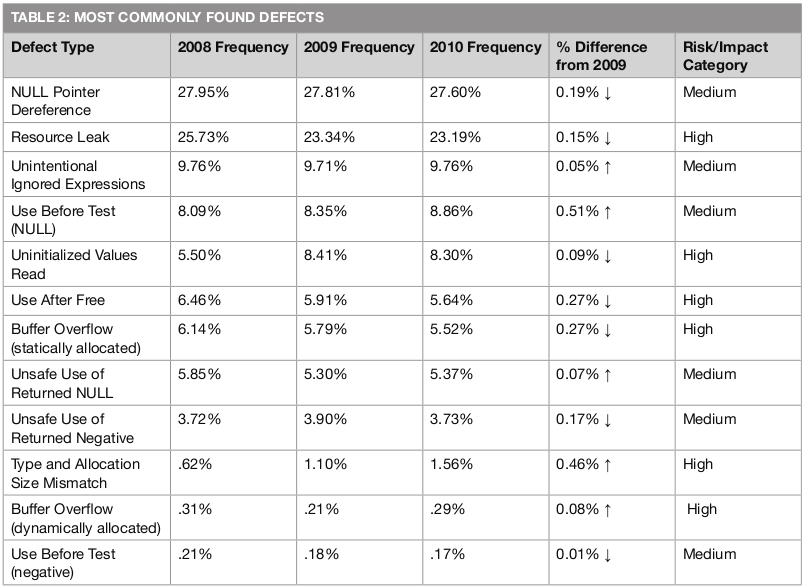 TABLE 2: MOST COMMONLY FOUND DEFECTS
Defect Type 2008 Frequency 2009 Frequency 2010 Frequency % Difference from 2009 Risk/Impact Category
NULL Pointer Dereference 27.95% 27.81% 27.60% 0.19% ↓ Medium
Resource Leak 25.73% 23.34% 23.19% 0.15% ↓ High
Unintentional Ignored Expressions 9.76% 9.71% 9.76% 0.05% ↑ Medium
Use Before Test (NULL) 8.09% 8.35% 8.86% 0.51% ↑ Medium
Uninitialized Values Read 5.50% 8.41% 8.30% 0.09% ↓ High
Use After Free 6.46% 5.91% 5.64% 0.27% ↓ High
Buffer Overflow (statically allocated) 6.14% 5.79% 5.52% 0.27% ↓ High
Unsafe Use of Returned NULL 5.85% 5.30% 5.37% 0.07% ↑ Medium
Unsafe Use of Returned Negative 3.72% 3.90% 3.73% 0.17% ↓ Medium
Type and Allocation Size Mismatch .62% 1.10% 1.56% 0.46% ↑ High
Buffer Overflow (dynamically allocated) .31% .21% .29% 0.08% ↑ High
Use Before Test (negative) .21% .18% .17% 0.01% ↓ Medium